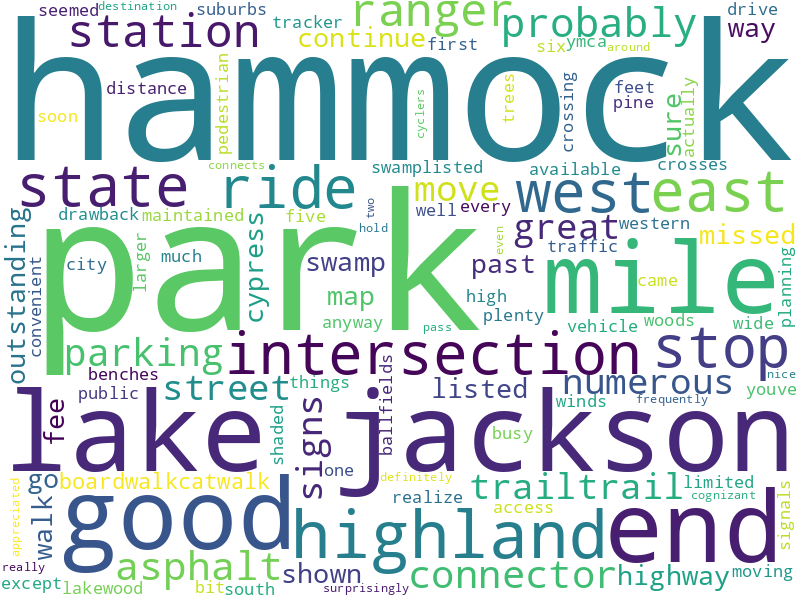 seemed destination suburbs ranger probably drive
station tracker continue first six ymca around way
hammock
distance soon pedestrian cyclers trees crossing feet pine sure actually
connects swamplisted available crosses
state ride move west east
drawback maintained five well two every great western missed
outstanding convenient city larger much cypress hold swamp past even traffic planning
park mile
map high came
anyway pass plenty vehicle woods wide
parking intersection stop nice
benches things ballfields listed numerous youve
public street winds frequently
fee shaded lake jackson
signs one busy
go boardwalkcatwalk definitely trailtrail limited
walk realize cognizant
appreciated good access signals
highland end
asphalt shown connector highway moving
really
except lakewood bit south surprisingly